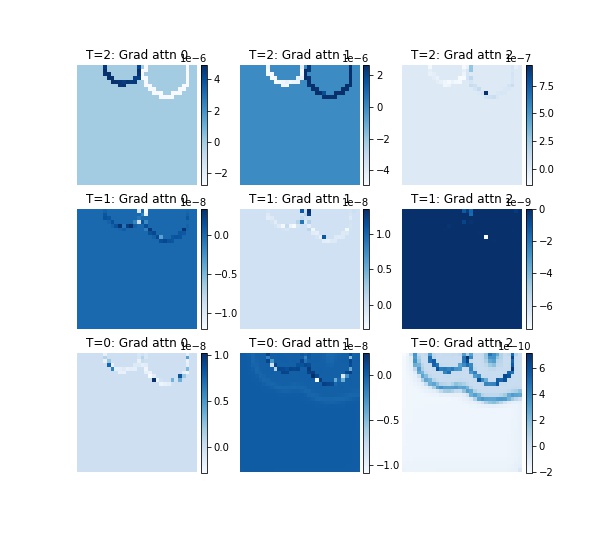 T=2: Grad attn 0
1e−6
4
2
0
−2
T=2: Grad attn 1
1e−6
2
0
−2
−4
T=2: Grad attn 2
1e−7
7.5
5.0
2.5
0.0
T=1: Grad attn 0
1e−8
0.0
−0.5
−1.0
T=1: Grad attn 1
1e−8
1.0
0.5
0.0
T=1: Grad attn 2
1e−9
0
−2
−4
−6
T=0: Grad attn 0
1e−8
1.0
0.5
0.0
T=0: Grad attn 1
1e−8
0.0
−0.5
−1.0
T=0: Grad attn 2
1e−10
6
4
2
0
−2